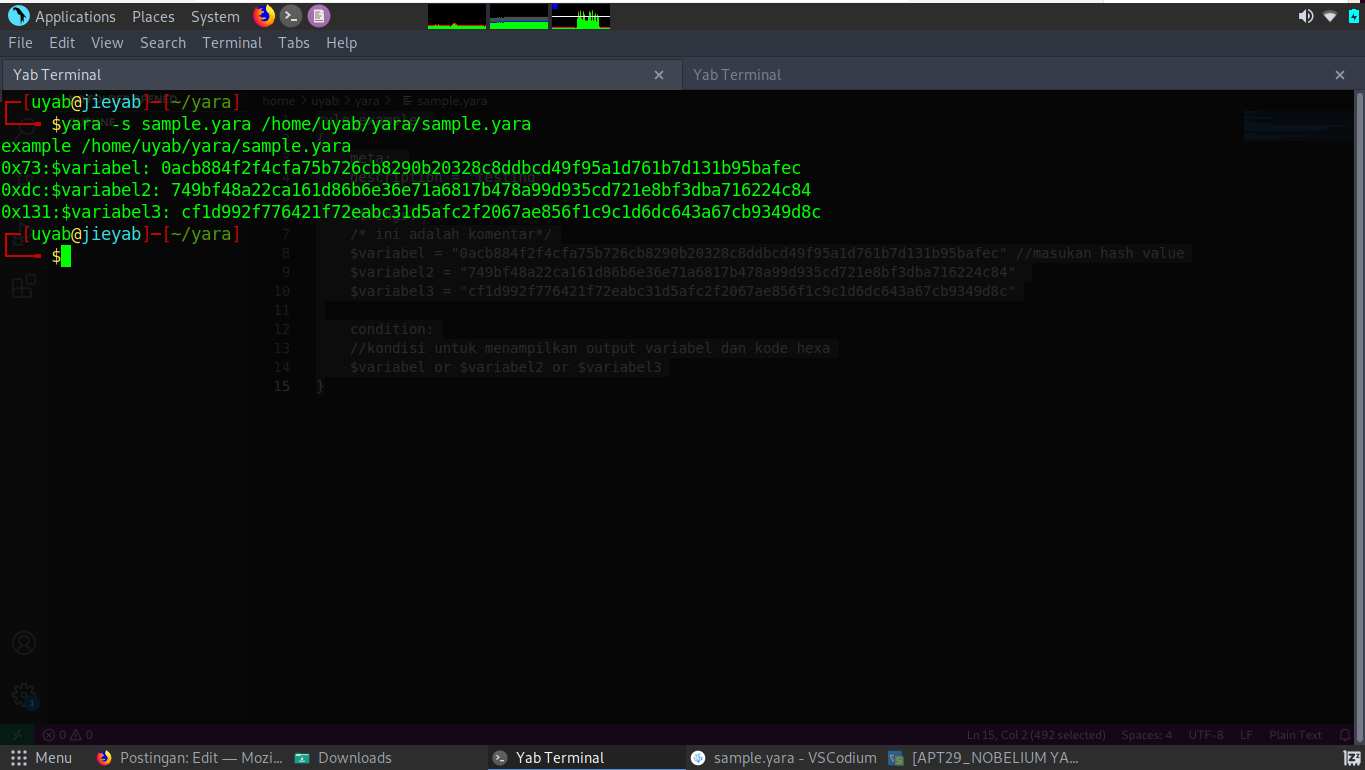 Applications Places System
File Edit View Search Terminal Tabs Help
Yab Terminal
Yab Terminal
┌─[uyab@jieyab]─[~/yara]
└──╼ $yara -s sample.yara /home/uyab/yara/sample.yara
example /home/uyab/yara/sample.yara
0x73:$variabel: 0acb884f2f4cfa75b726cb8290b20328c8ddbcd49f95a1d761b7d131b95bafec
0xdc:$variabel2: 749bf48a22ca161d86b6e36e71a6817b478a99d935cd721e8bf3dba716224c84
0x131:$variabel3: cf1d992f776421f72eabc31d5afc2f2067ae856f1c9c1d6dc643a67cb9349d8c
┌─[uyab@jieyab]─[~/yara]
└──╼ $
home > uyab > yara > sample.yara
meta:
description = "testing"
7 /* ini adalah komentar*/
8 $variabel = "0acb884f2f4cfa75b726cb8290b20328c8ddbcd49f95a1d761b7d131b95bafec" //masukan hash value
9 $variabel2 = "749bf48a22ca161d86b6e36e71a6817b478a99d935cd721e8bf3dba716224c84"
10 $variabel3 = "cf1d992f776421f72eabc31d5afc2f2067ae856f1c9c1d6dc643a67cb9349d8c"
11
12 condition:
13 //kondisi untuk menampilkan output variabel dan kode hexa
14 $variabel or $variabel2 or $variabel3
15 }
1
0 0 Ln 15, Col 2 (492 selected) Spaces: 4 UTF-8 LF Plain Text
Menu Postingan: Edit — Mozi... Downloads Yab Terminal sample.yara - VSCodium [APT29_NOBELIUM YA...